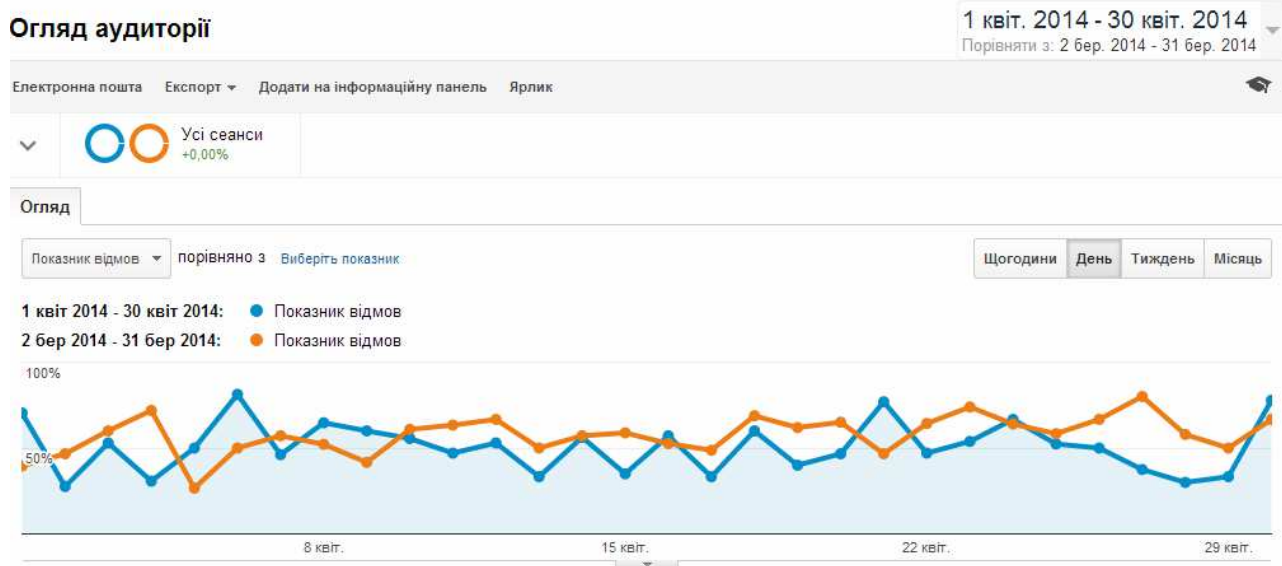 Огляд аудиторії
1 квіт. 2014 - 30 квіт. 2014
Порівняти з: 2 бер. 2014 - 31 бер. 2014
Електронна пошта Експорт Додати на інформаційну панель Ярлик
Усі сеанси
+0,00%
Огляд
Показник відмов порівняно з Виберіть показник
Щогодини День Тиждень Місяць
1 квіт 2014 - 30 квіт 2014: Показник відмов
2 бер 2014 - 31 бер 2014: Показник відмов
100%
50%
8 квіт. 15 квіт. 22 квіт. 29 квіт.